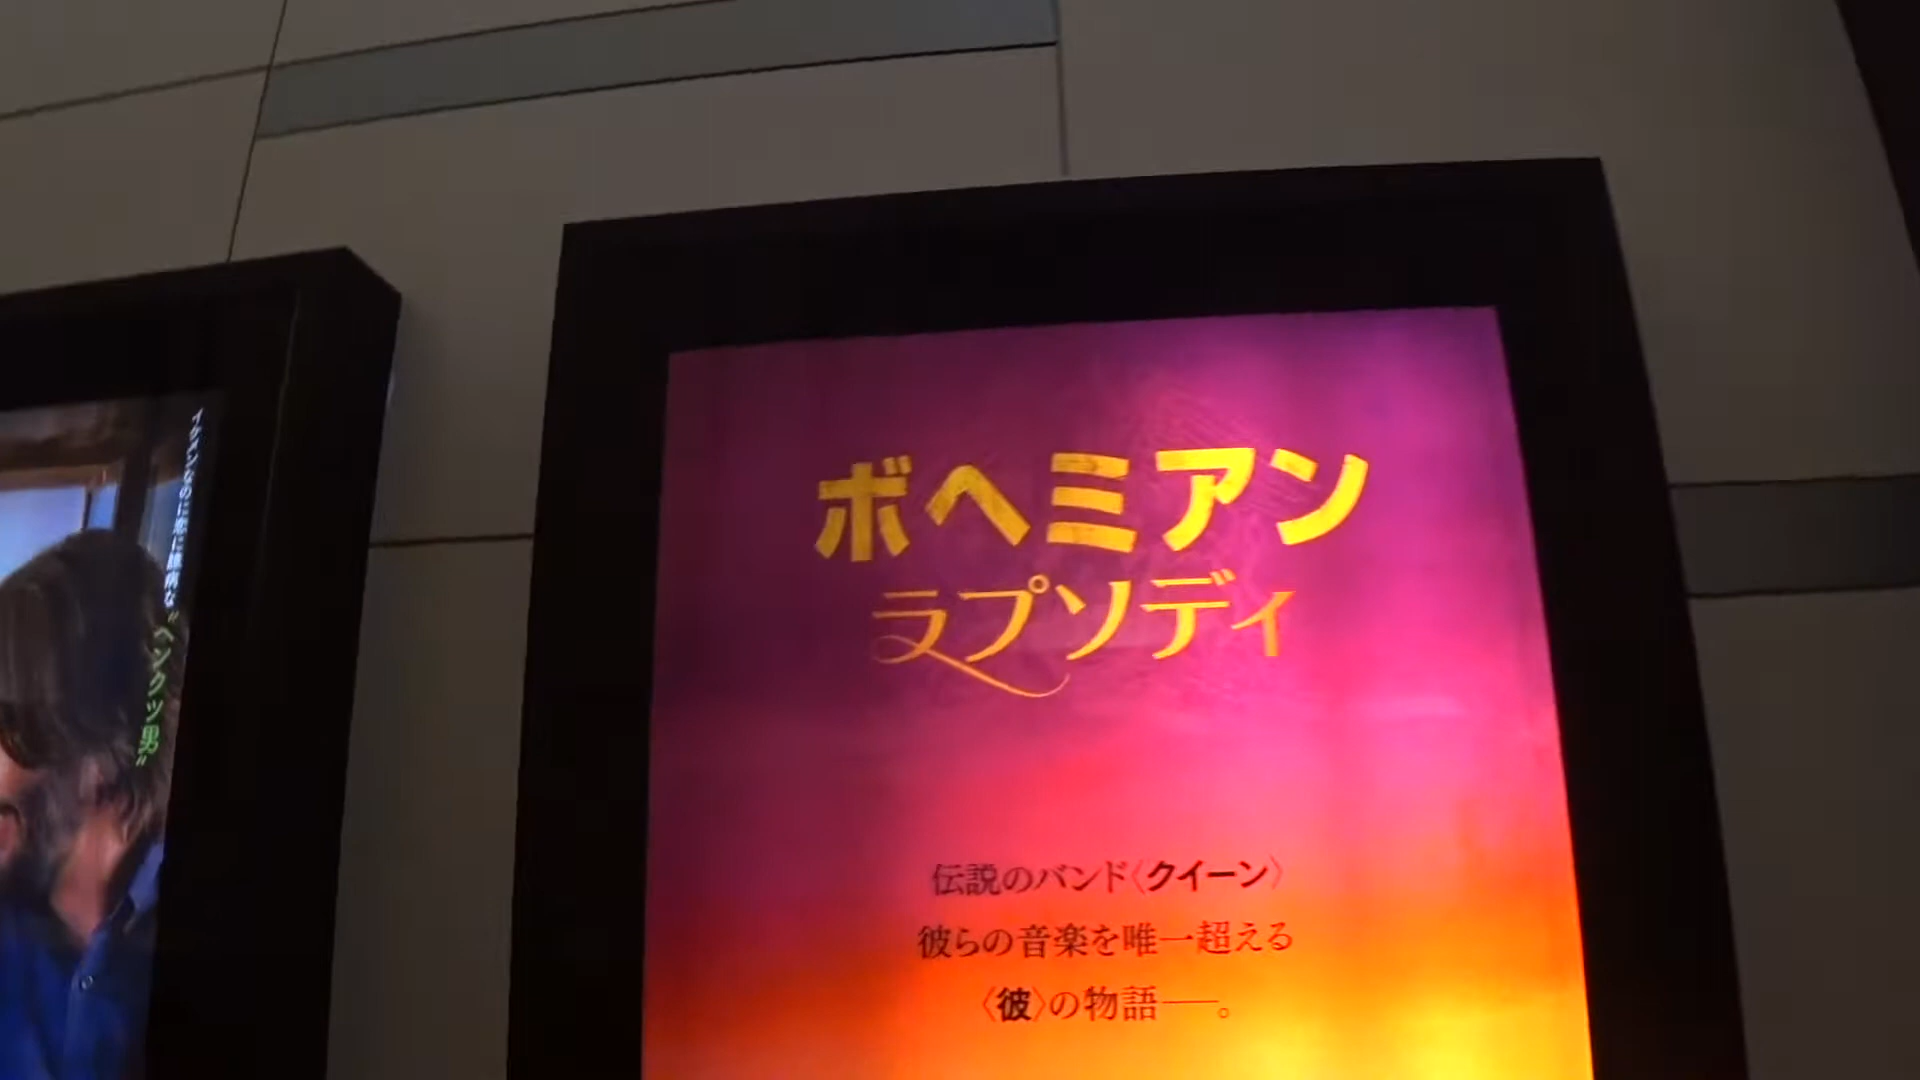 ボヘミアン
ラプソディ
伝説のバンド〈クイーン〉
彼らの音楽を唯一超える
〈彼〉の物語──。
“ヘンクツ男”